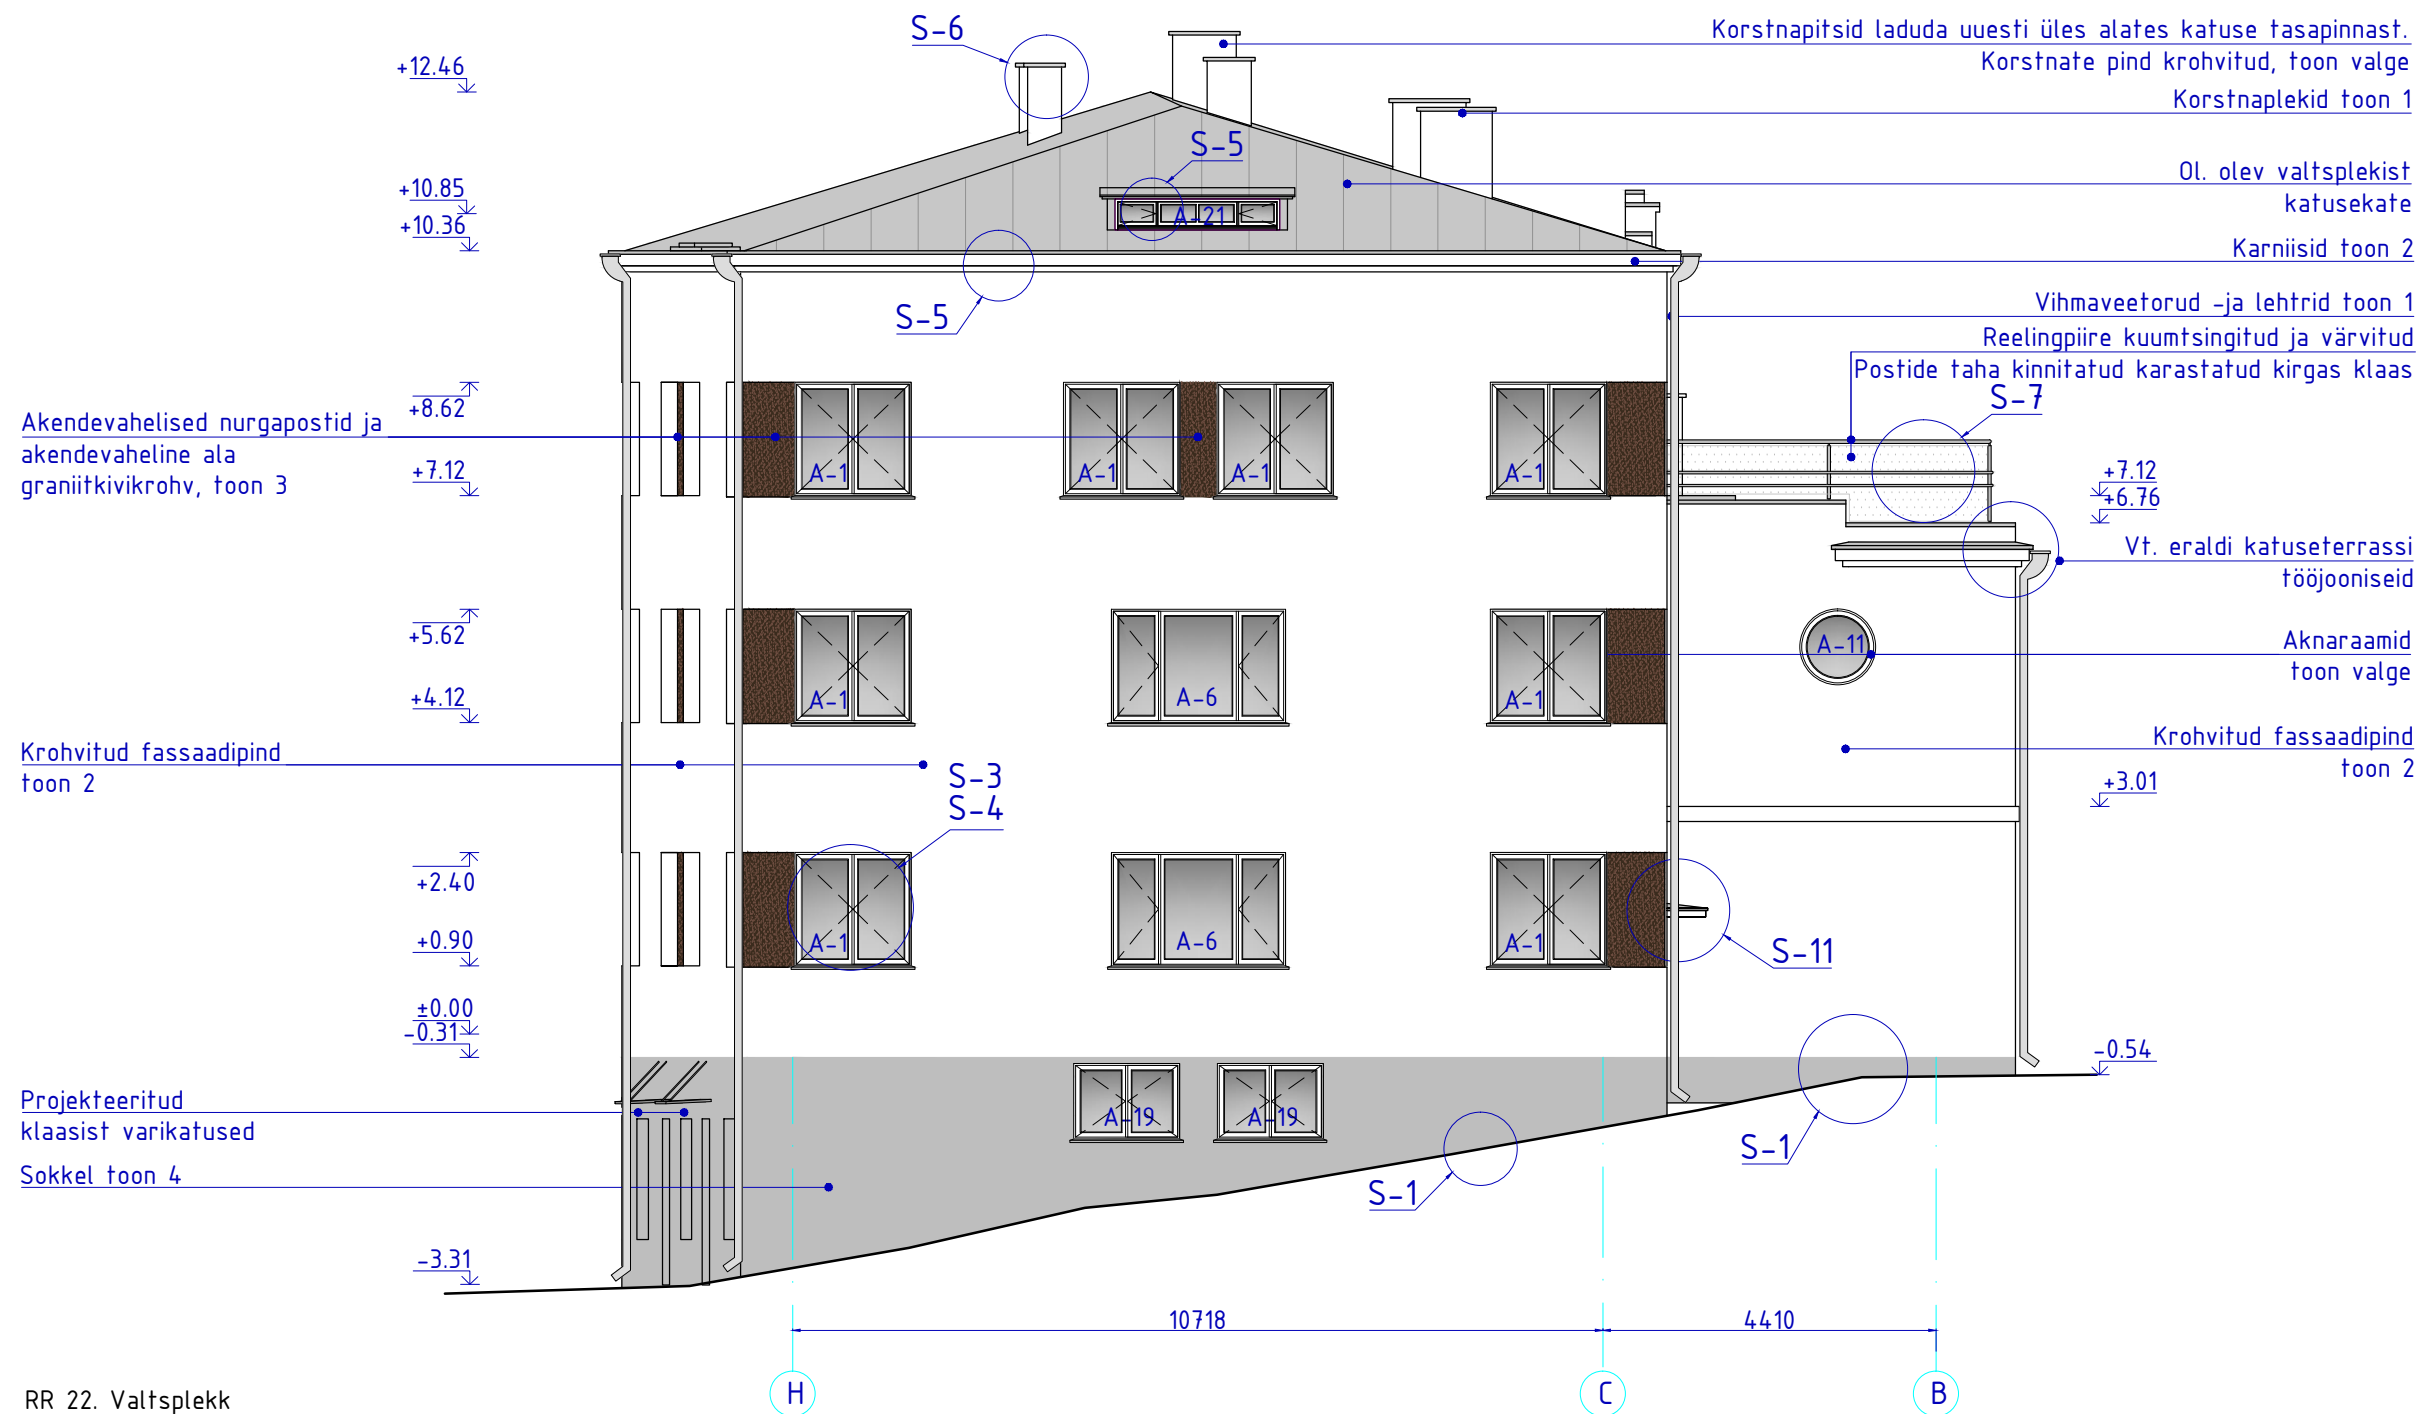 S-6
Korstnapitsid laduda uuesti üles alates katuse tasapinnast.
Korstnate pind krohvitud, toon valge
+12.46
Korstnaplekid toon 1
S-5
Ol. olev valtsplekist
katusekate
+10.85
+10.36
A-21
Karniisid toon 2
S-5
Vihmaveetorud -ja lehtrid toon 1
Reelingpiire kuumtsingitud ja värvitud
Postide taha kinnitatud karastatud kirgas klaas
S-7
+8.62
Akendevahelised nurgapostid ja
akendevaheline ala
graniitkivikrohv, toon 3
+7.12
A-1
A-1
A-1
A-1
+7.12
+6.76
Vt. eraldi katuseterrassi
tööjooniseid
+5.62
A-11
Aknaraamid
toon valge
+4.12
A-1
A-6
A-1
Krohvitud fassaadipind
toon 2
Krohvitud fassaadipind
toon 2
S-3
S-4
+3.01
+2.40
+0.90
A-1
A-6
A-1
S-11
±0.00
-0.31
-0.54
Projekteeritud
klaasist varikatused
A-19
A-19
S-1
Sokkel toon 4
S-1
-3.31
10718
4410
H
C
B
RR 22. Valtsplekk